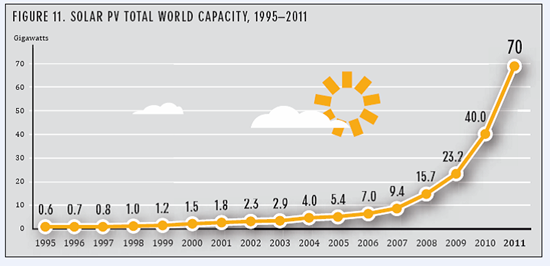 FIGURE 11. SOLAR PV TOTAL WORLD CAPACITY, 1995–2011
Gigawatts
70
70
60
50
40
30
20
10
0
0.6 0.7 0.8 1.0 1.2 1.5 1.8 2.3 2.9 4.0 5.4 7.0 9.4 15.7 23.2 40.0
1995 1996 1997 1998 1999 2000 2001 2002 2003 2004 2005 2006 2007 2008 2009 2010 2011